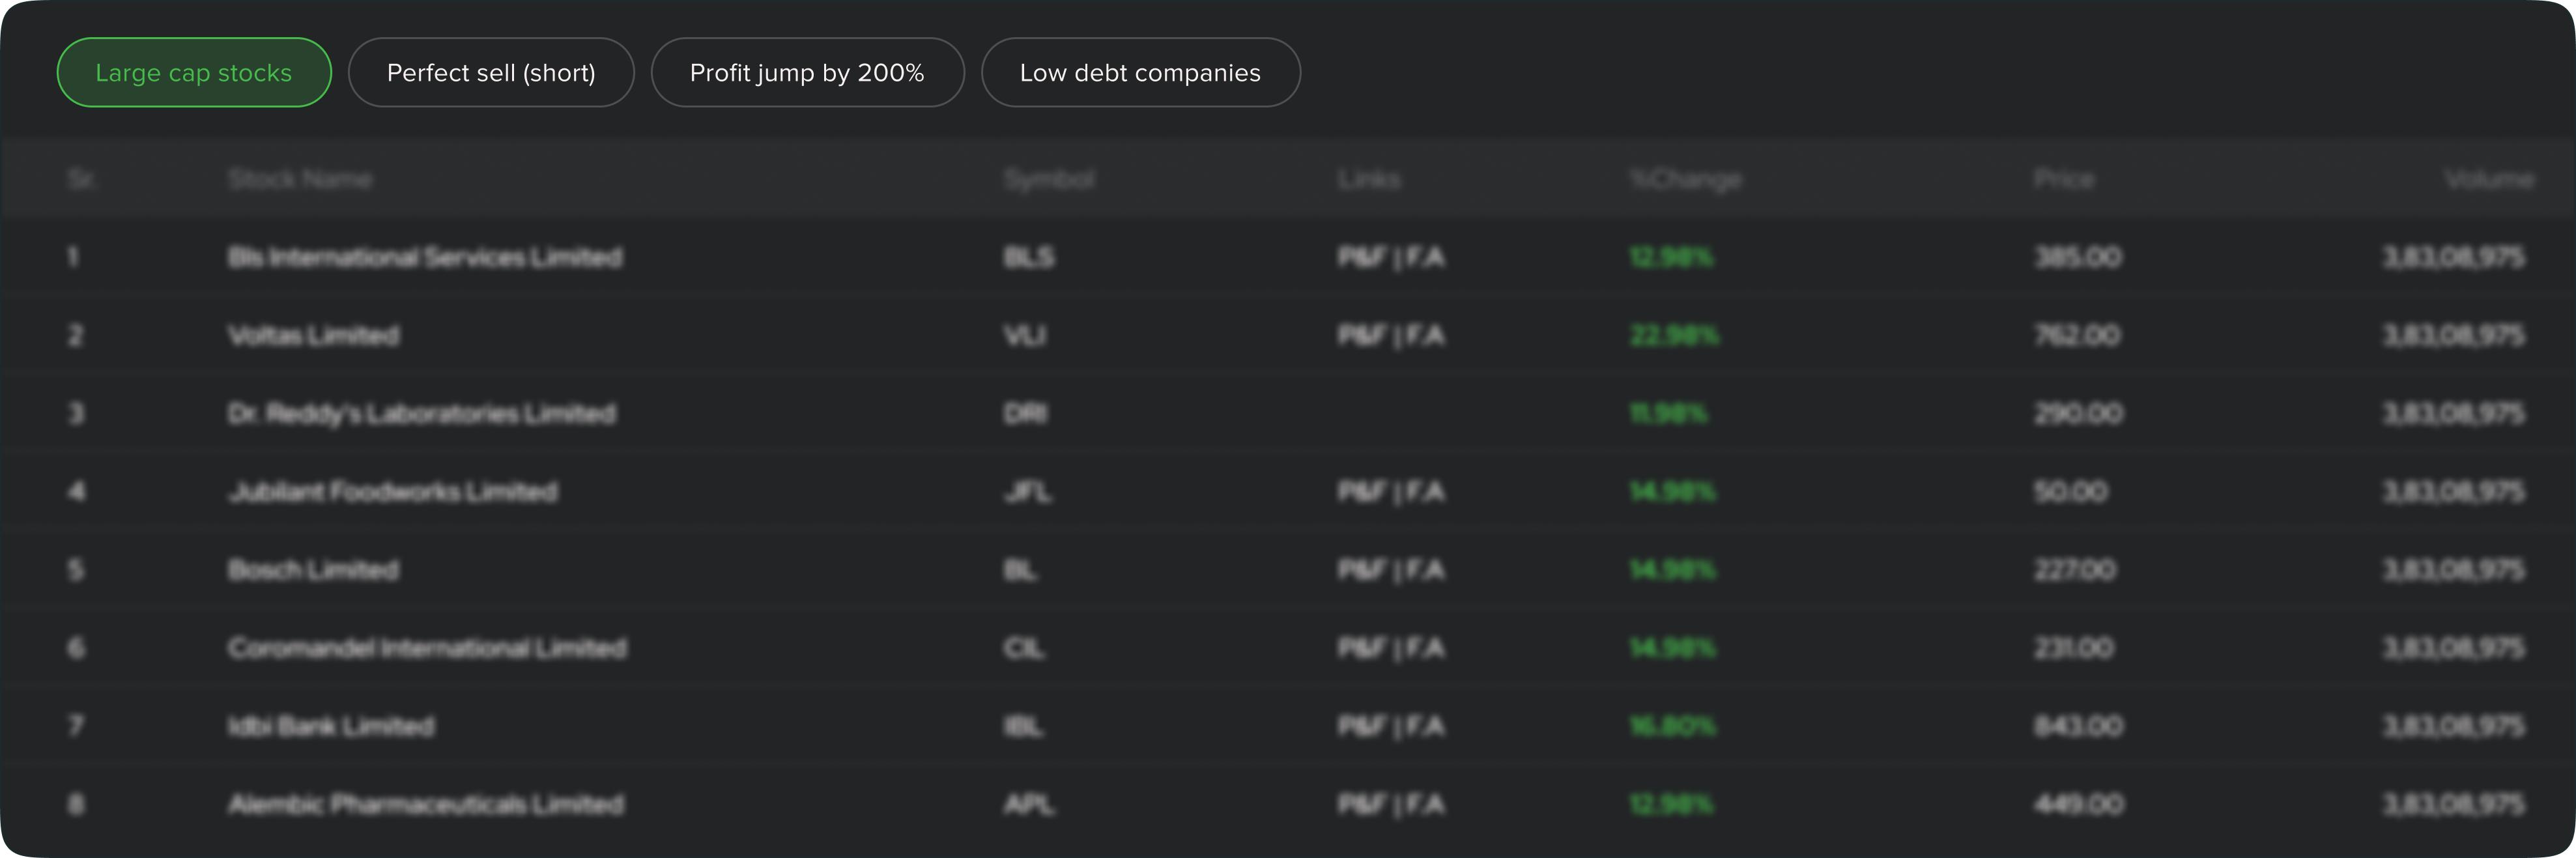 Large cap stocks Perfect sell (short) Profit jump by 200% Low debt companies
Sr. Stock Name Symbol Links %Change Price Volume
1 Bls International Services Limited BLS P&F | F.A 12.98% 385.00 3,83,08,975
2 Voltas Limited VLI P&F | F.A 22.98% 762.00 3,83,08,975
3 Dr. Reddy's Laboratories Limited DRI 11.98% 290.00 3,83,08,975
4 Jubilant Foodworks Limited JFL P&F | F.A 14.98% 50.00 3,83,08,975
5 Bosch Limited BL P&F | F.A 14.98% 227.00 3,83,08,975
6 Coromandel International Limited CIL P&F | F.A 14.98% 231.00 3,83,08,975
7 Idbi Bank Limited IBL P&F | F.A 16.80% 843.00 3,83,08,975
8 Alembic Pharmaceuticals Limited APL P&F | F.A 12.98% 449.00 3,83,08,975